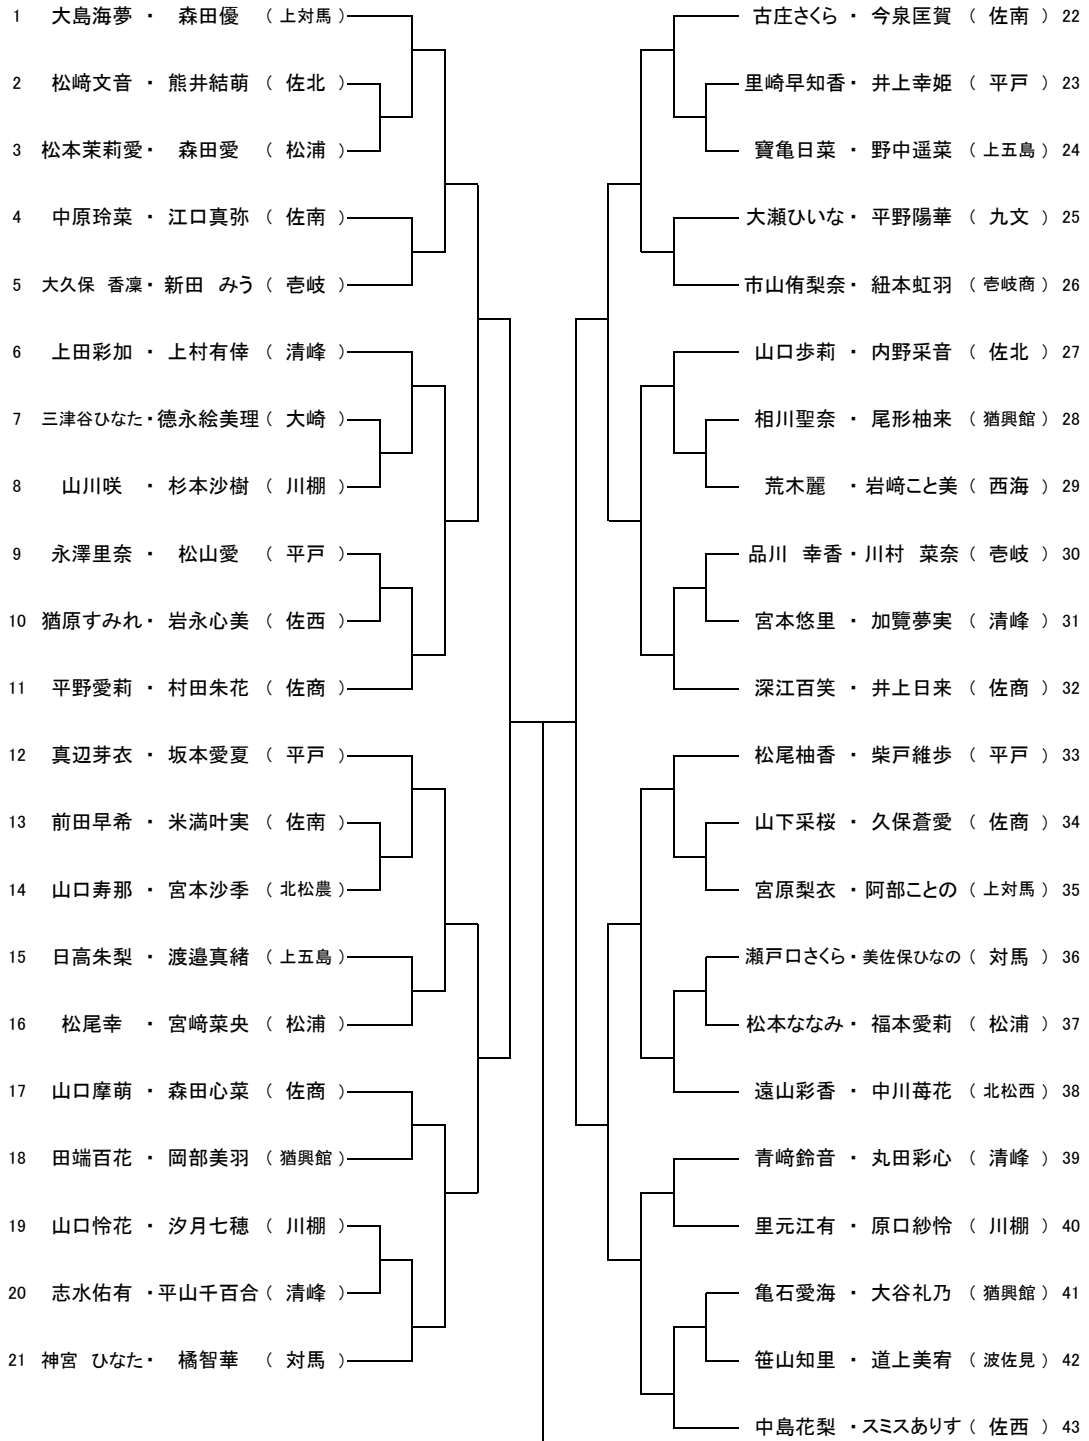 1 大島海夢 ・ 森田優 （ 上対馬 ）
2 松﨑文音 ・ 熊井結萌 （ 佐北 ）
3 松本茉莉愛・ 森田愛 （ 松浦 ）
4 中原玲菜 ・ 江口真弥 （ 佐南 ）
5 大久保 香凜・ 新田 みう （ 壱岐 ）
6 上田彩加 ・ 上村有倖 （ 清峰 ）
7 三津谷ひなた・德永絵美理（ 大崎 ）
8 山川咲 ・ 杉本沙樹 （ 川棚 ）
9 永澤里奈 ・ 松山愛 （ 平戸 ）
10 猶原すみれ・ 岩永心美 （ 佐西 ）
11 平野愛莉 ・ 村田朱花 （ 佐商 ）
12 真辺芽衣 ・ 坂本愛夏 （ 平戸 ）
13 前田早希 ・ 米満叶実 （ 佐南 ）
14 山口寿那 ・ 宮本沙季 （ 北松農 ）
15 日高朱梨 ・ 渡邉真緒 （ 上五島 ）
16 松尾幸 ・ 宮﨑菜央 （ 松浦 ）
17 山口摩萌 ・ 森田心菜 （ 佐商 ）
18 田端百花 ・ 岡部美羽 （ 猶興館 ）
19 山口怜花 ・ 汐月七穂 （ 川棚 ）
20 志水佑有 ・平山千百合（ 清峰 ）
21 神宮 ひなた・ 橘智華 （ 対馬 ）
古庄さくら ・ 今泉匡賀 （ 佐南 ） 22
里崎早知香・ 井上幸姫 （ 平戸 ） 23
寶亀日菜 ・ 野中遥菜 （ 上五島 ） 24
大瀬ひいな・ 平野陽華 （ 九文 ） 25
市山侑梨奈・ 紐本虹羽 （ 壱岐商 ） 26
山口歩莉 ・ 内野采音 （ 佐北 ） 27
相川聖奈 ・ 尾形柚来 （ 猶興館 ） 28
荒木麗 ・岩﨑こと美 （ 西海 ） 29
品川 幸香・川村 菜奈（ 壱岐 ） 30
宮本悠里 ・ 加覽夢実 （ 清峰 ） 31
深江百笑 ・ 井上日来 （ 佐商 ） 32
松尾柚香 ・ 柴戸維歩 （ 平戸 ） 33
山下采桜 ・ 久保蒼愛 （ 佐商 ） 34
宮原梨衣 ・阿部ことの （ 上対馬 ） 35
瀬戸口さくら・美佐保ひなの（ 対馬 ） 36
松本ななみ・ 福本愛莉 （ 松浦 ） 37
遠山彩香 ・ 中川苺花 （ 北松西 ） 38
青﨑鈴音 ・ 丸田彩心 （ 清峰 ） 39
里元江有 ・ 原口紗怜 （ 川棚 ） 40
亀石愛海 ・ 大谷礼乃 （ 猶興館 ） 41
笹山知里 ・ 道上美宥 （ 波佐見 ） 42
中島花梨 ・スミスありす（ 佐西 ） 43